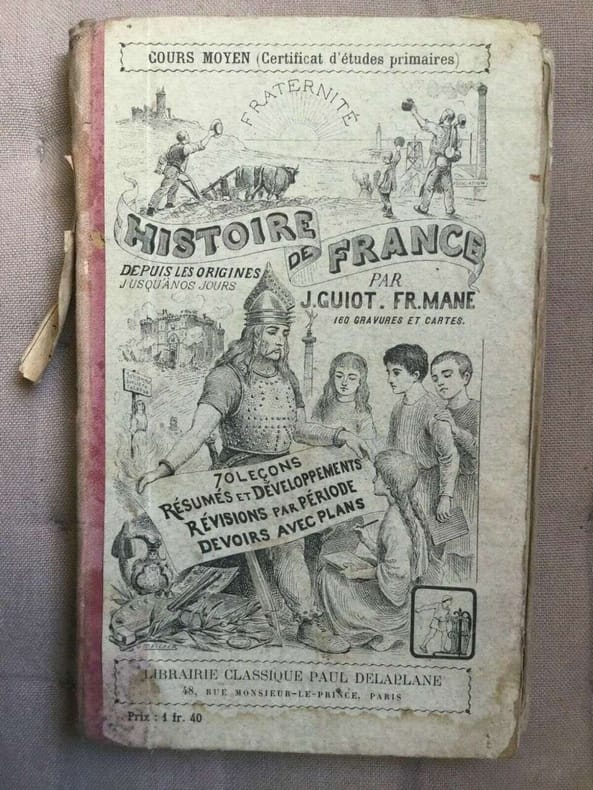 COURS MOYEN (Certificat d'études primaires)
FRATERNITÉ
HISTOIRE
DE FRANCE
DEPUIS LES ORIGINES
JUSQU'À NOS JOURS
PAR
J. GUIOT. FR. MANE
160 GRAVURES ET CARTES.
70 LEÇONS
RÉSUMÉS ET DÉVELOPPEMENTS
RÉVISIONS PAR PÉRIODE
DEVOIRS AVEC PLANS
LIBRAIRIE CLASSIQUE PAUL DELAPLANE
48, RUE MONSIEUR-LE-PRINCE, PARIS
Prix : 1 fr. 40